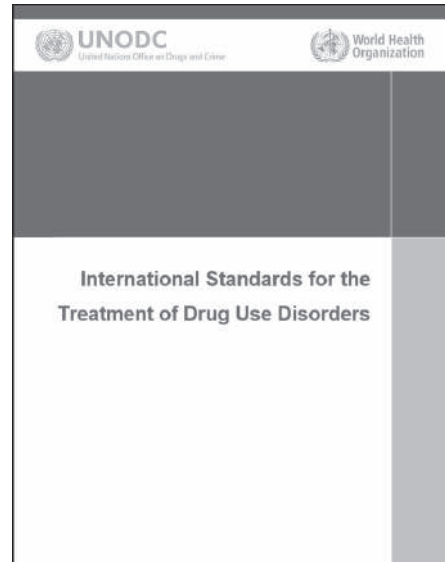 UNODC
United Nations Office on Drugs and Crime
World Health
Organization
International Standards for the
Treatment of Drug Use Disorders